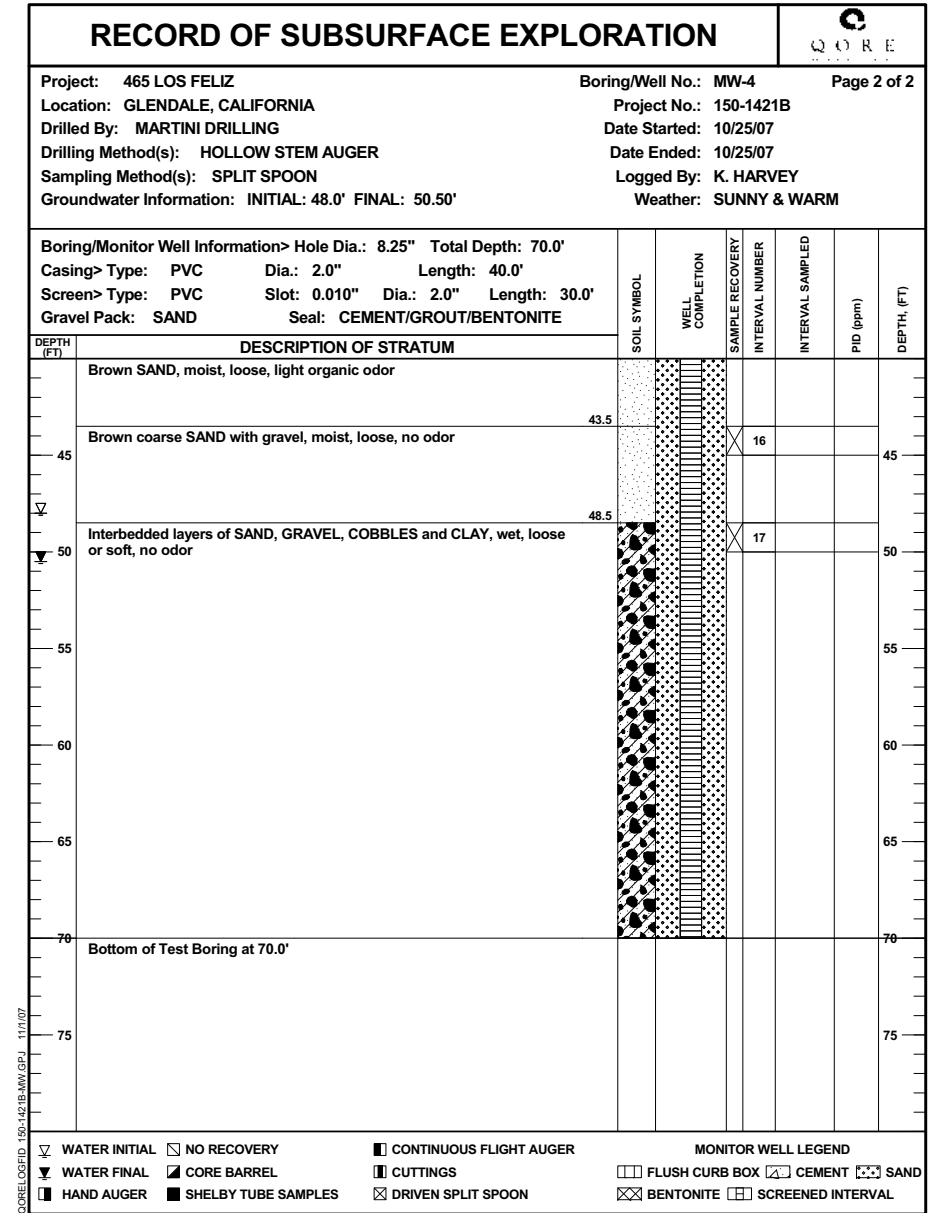 RECORD OF SUBSURFACE EXPLORATION
QORE
Project: 465 LOS FELIZ
Boring/Well No.: MW-4 Page 2 of 2
Location: GLENDALE, CALIFORNIA
Project No.: 150-1421B
Drilled By: MARTINI DRILLING
Date Started: 10/25/07
Drilling Method(s): HOLLOW STEM AUGER
Date Ended: 10/25/07
Sampling Method(s): SPLIT SPOON
Logged By: K. HARVEY
Groundwater Information: INITIAL: 48.0' FINAL: 50.50'
Weather: SUNNY & WARM
Boring/Monitor Well Information> Hole Dia.: 8.25" Total Depth: 70.0'
Casing> Type: PVC Dia.: 2.0" Length: 40.0'
Screen> Type: PVC Slot: 0.010" Dia.: 2.0" Length: 30.0'
Gravel Pack: SAND Seal: CEMENT/GROUT/BENTONITE
DEPTH (FT)
DESCRIPTION OF STRATUM
SOIL SYMBOL
WELL COMPLETION
SAMPLE RECOVERY
INTERVAL NUMBER
INTERVAL SAMPLED
PID (ppm)
DEPTH, (FT)
Brown SAND, moist, loose, light organic odor
43.5
Brown coarse SAND with gravel, moist, loose, no odor
16
45 45
48.5
Interbedded layers of SAND, GRAVEL, COBBLES and CLAY, wet, loose
or soft, no odor
17
50 50
55 55
60 60
65 65
70 70
Bottom of Test Boring at 70.0'
75 75
WATER INITIAL NO RECOVERY CONTINUOUS FLIGHT AUGER MONITOR WELL LEGEND
WATER FINAL CORE BARREL CUTTINGS FLUSH CURB BOX CEMENT SAND
HAND AUGER SHELBY TUBE SAMPLES DRIVEN SPLIT SPOON BENTONITE SCREENED INTERVAL
QORELOGFID 150-1421B-MW.GPJ 11/1/07